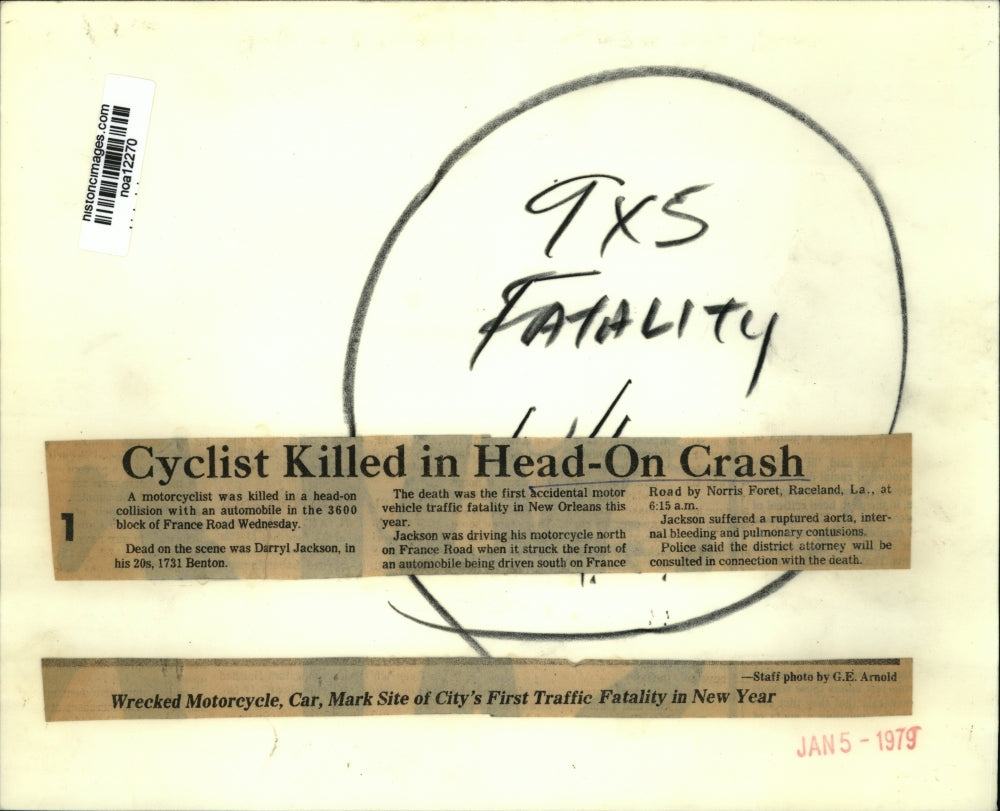 historicimages.com
noa12270
9x5
FATALITY
Cyclist Killed in Head-On Crash
1
A motorcyclist was killed in a head-on
collision with an automobile in the 3600
block of France Road Wednesday.
Dead on the scene was Darryl Jackson, in
his 20s, 1731 Benton.
The death was the first accidental motor
vehicle traffic fatality in New Orleans this
year.
Jackson was driving his motorcycle north
on France Road when it struck the front of
an automobile being driven south on France
Road by Norris Foret, Raceland, La., at
6:15 a.m.
Jackson suffered a ruptured aorta, inter-
nal bleeding and pulmonary contusions.
Police said the district attorney will be
consulted in connection with the death.
—Staff photo by G.E. Arnold
Wrecked Motorcycle, Car, Mark Site of City's First Traffic Fatality in New Year
JAN 5 - 1979